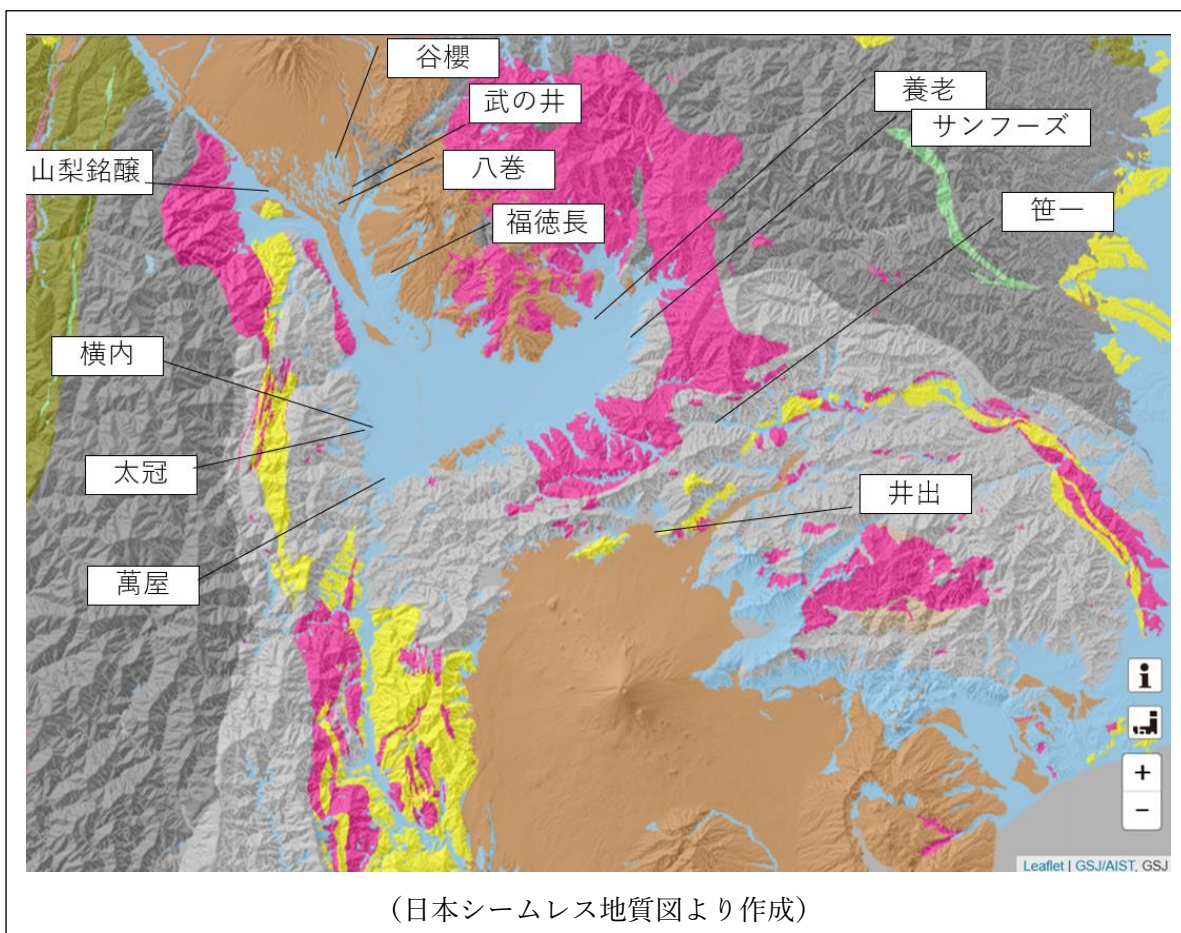 谷櫻
武の井
養老
サンフーズ
山梨銘醸
八巻
笹一
福徳長
横内
太冠
井出
萬屋
i
+
−
Leaflet | GSJ/AIST, GSJ
（日本シームレス地質図より作成）